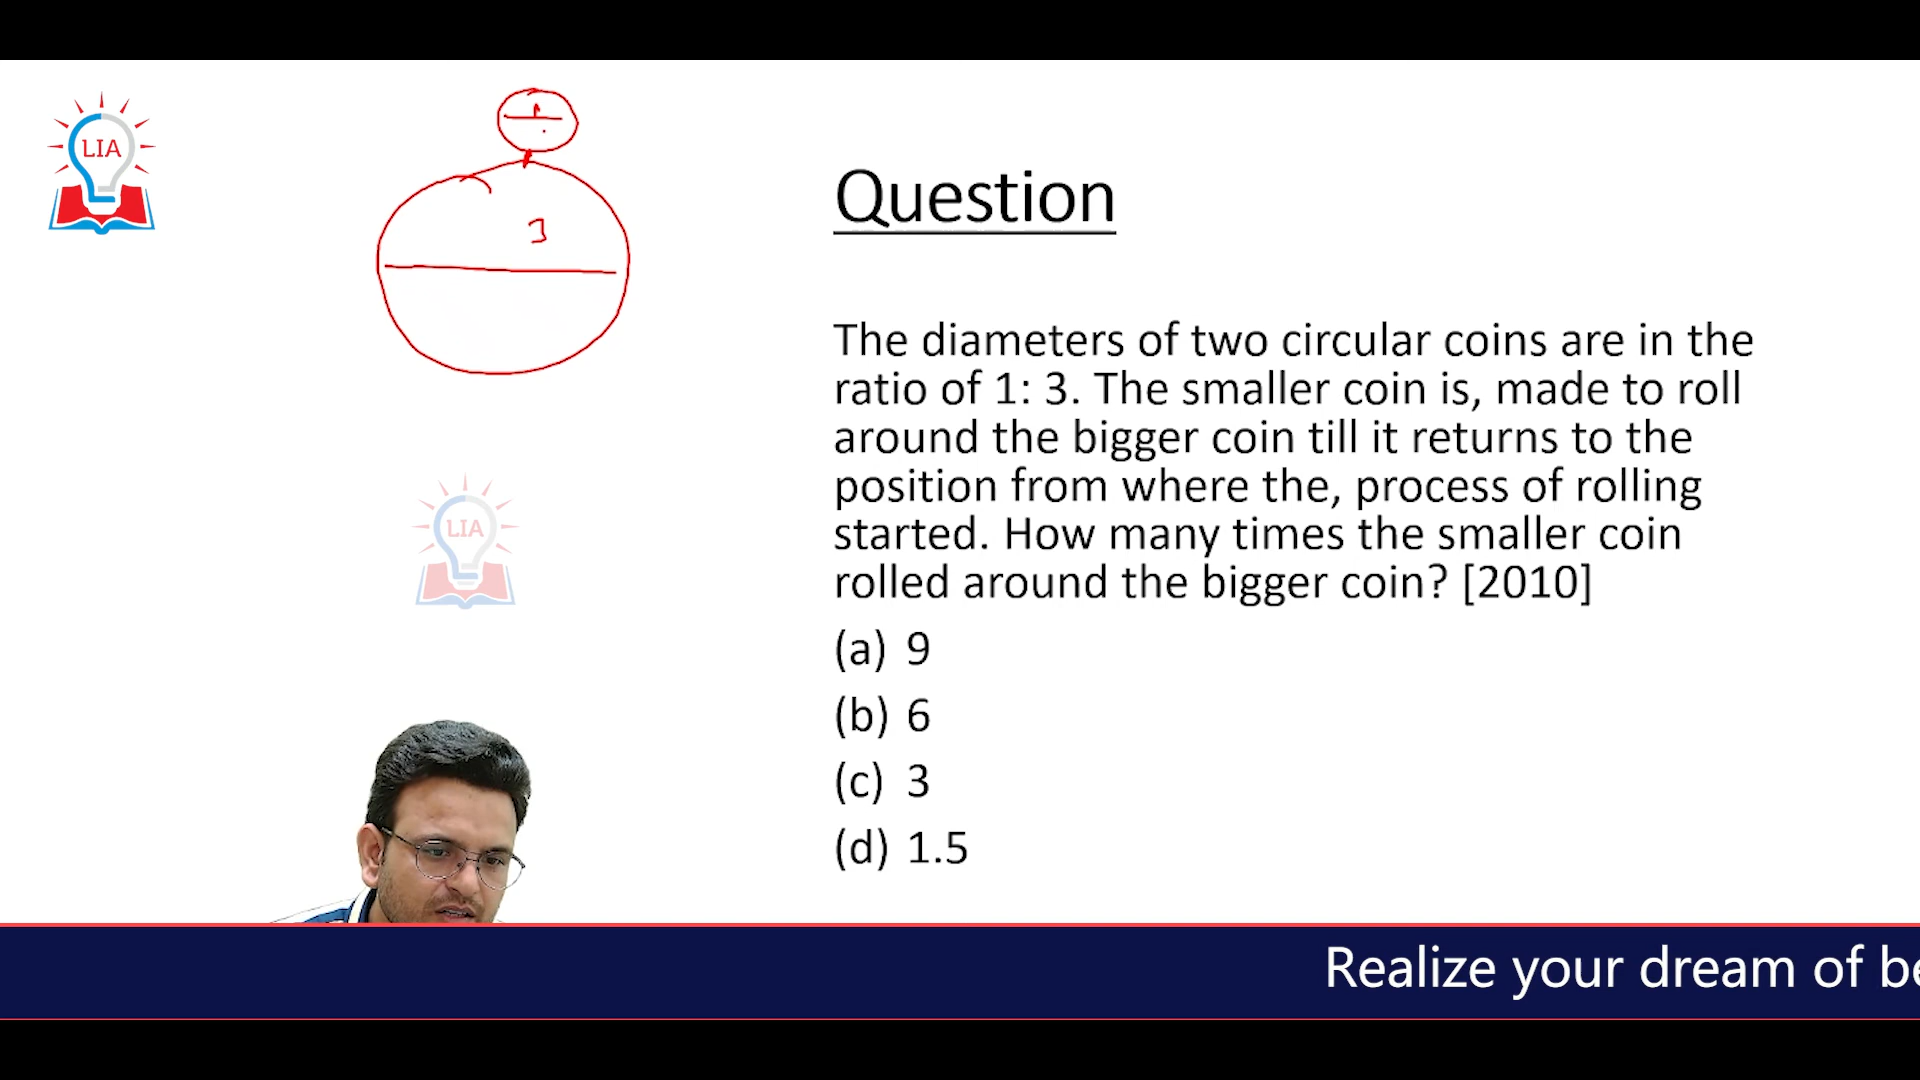 LIA
1
3
Question
The diameters of two circular coins are in the
ratio of 1: 3. The smaller coin is, made to roll
around the bigger coin till it returns to the
position from where the, process of rolling
started. How many times the smaller coin
rolled around the bigger coin? [2010]
(a) 9
(b) 6
(c) 3
(d) 1.5
LIA
Realize your dream of be